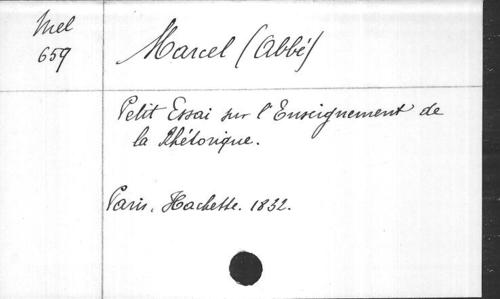 Mel
659
Marcel (Abbé)
Petit Essai sur l'Enseignement de
la Rhétorique.
Paris, Hachette. 1832.